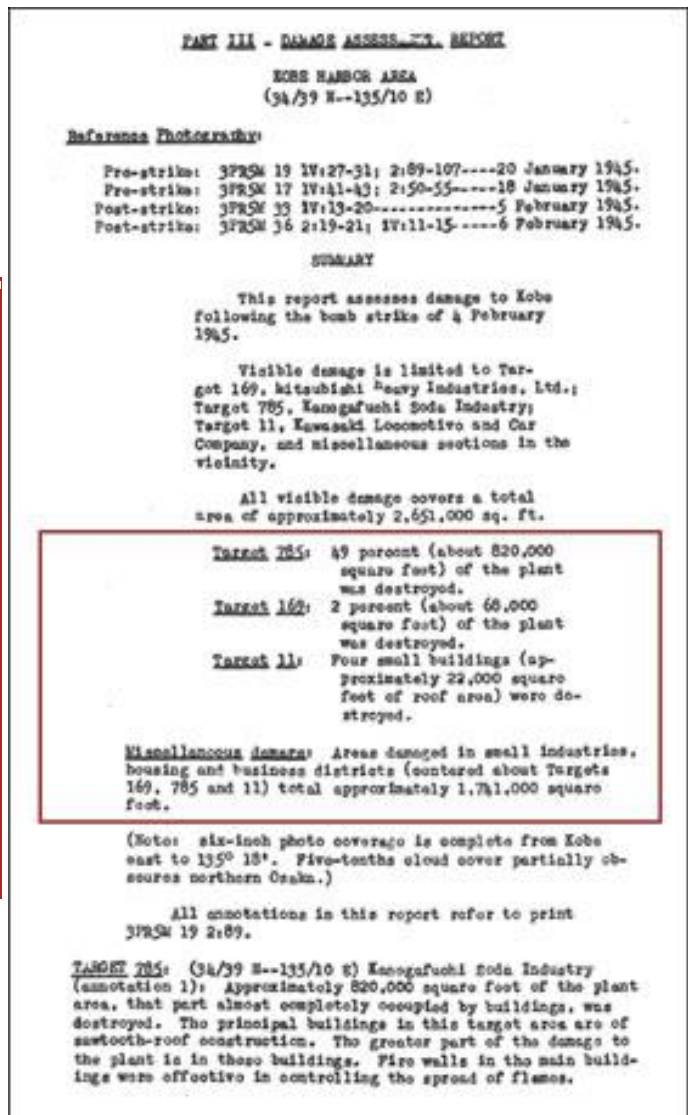 PART III - DAMAGE ASSESSMENT REPORT
KOBE HARBOR AREA
(34/39 N--135/10 E)
Reference Photography:
Pre-strike: 3PRSW 19 1V:27-31; 2:89-107----20 January 1945.
Pre-strike: 3PRSW 17 1V:41-43; 2:50-55-----18 January 1945.
Post-strike: 3PRSW 33 1V:13-20--------------5 February 1945.
Post-strike: 3PRSW 36 2:19-21; 1V:11-15-----6 February 1945.
SUMMARY
This report assesses damage to Kobe
following the bomb strike of 4 February
1945.
Visible damage is limited to Tar-
get 169, Mitsubishi Heavy Industries, Ltd.;
Target 785, Kanegafuchi Soda Industry;
Target 11, Kawasaki Locomotive and Car
Company, and miscellaneous sections in the
vicinity.
All visible damage covers a total
area of approximately 2,651,000 sq. ft.
Target 785: 49 percent (about 820,000
square feet) of the plant
was destroyed.
Target 169: 2 percent (about 68,000
square feet) of the plant
was destroyed.
Target 11: Four small buildings (ap-
proximately 22,000 square
feet of roof area) were de-
stroyed.
Miscellaneous damage: Areas damaged in small industries,
housing and business districts (centered about Targets
169, 785 and 11) total approximately 1,741,000 square
feet.
(Note: six-inch photo coverage is complete from Kobe
east to 135° 18'. Five-tenths cloud cover partially ob-
scures northern Osaka.)
All annotations in this report refer to print
3PRSW 19 2:89.
TARGET 785: (34/39 N--135/10 E) Kanegafuchi Soda Industry
(annotation 1): Approximately 820,000 square feet of the plant
area, that part almost completely occupied by buildings, was
destroyed. The principal buildings in this target area are of
sawtooth-roof construction. The greater part of the damage to
the plant is in these buildings. Fire walls in the main build-
ings were effective in controlling the spread of flames.